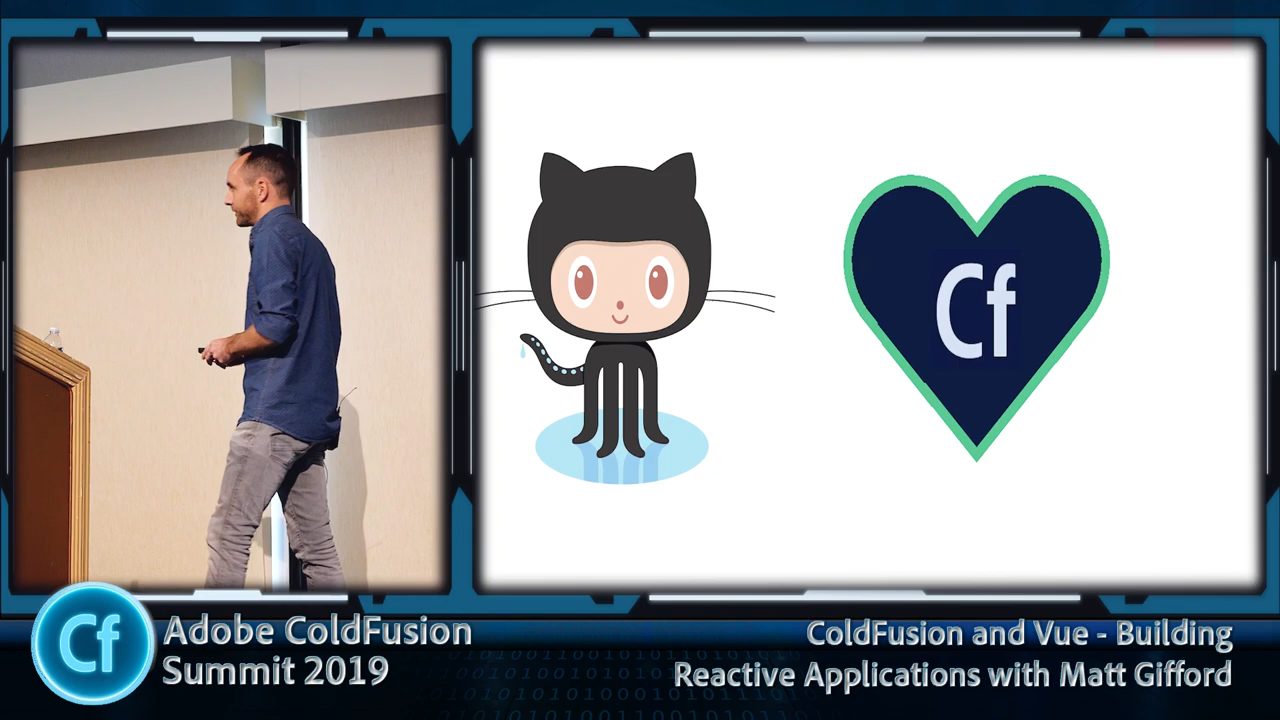 Cf
Cf
Adobe ColdFusion
Summit 2019
ColdFusion and Vue - Building
Reactive Applications with Matt Gifford